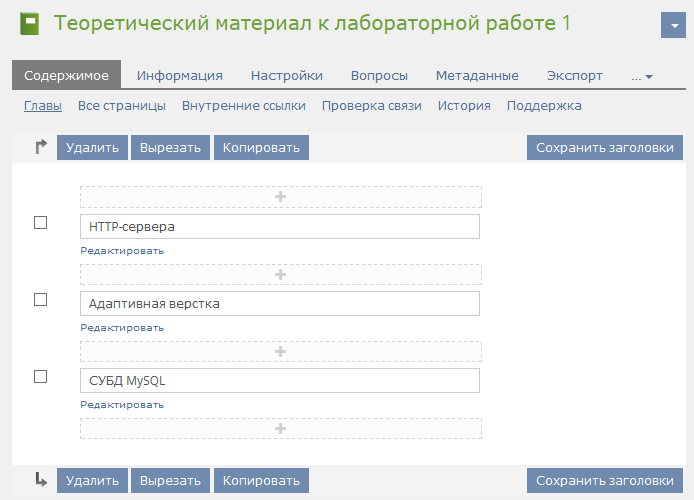 Теоретический материал к лабораторной работе 1
Содержимое Информация Настройки Вопросы Метаданные Экспорт ...
Главы Все страницы Внутренние ссылки Проверка связи История Поддержка
Удалить Вырезать Копировать Сохранить заголовки
HTTP-сервера
Редактировать
Адаптивная верстка
Редактировать
СУБД MySQL
Редактировать
Удалить Вырезать Копировать Сохранить заголовки